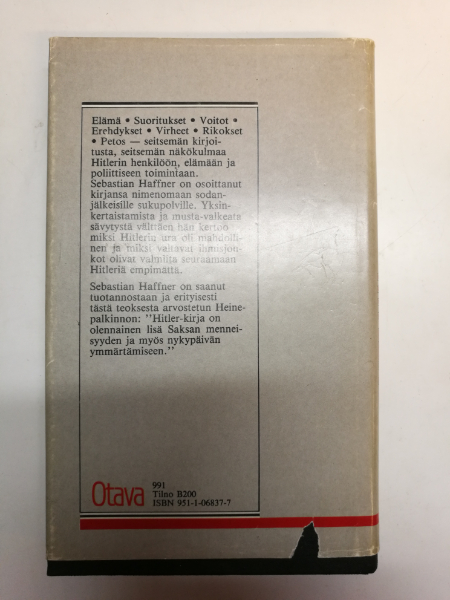 Elämä • Suoritukset • Voitot •
Erehdykset • Virheet • Rikokset
• Petos — seitsemän kirjoi-
tusta, seitsemän näkökulmaa
Hitlerin henkilöön, elämään ja
poliittiseen toimintaan.
Sebastian Haffner on osoittanut
kirjansa nimenomaan sodan-
jälkeisille sukupolville. Yksin-
kertaistamista ja musta-valkeata
sävytystä välttäen hän kertoo
miksi Hitlerin ura oli mahdolli-
nen ja miksi valtavat ihmisjou-
kot olivat valmiita seuraamaan
Hitleriä empimättä.
Sebastian Haffner on saanut
tuotannostaan ja erityisesti
tästä teoksesta arvostetun Heine-
palkinnon: ''Hitler-kirja on
olennainen lisä Saksan mennei-
syyden ja myös nykypäivän
ymmärtämiseen.''
Otava
991
Tilno B200
ISBN 951-1-06837-7